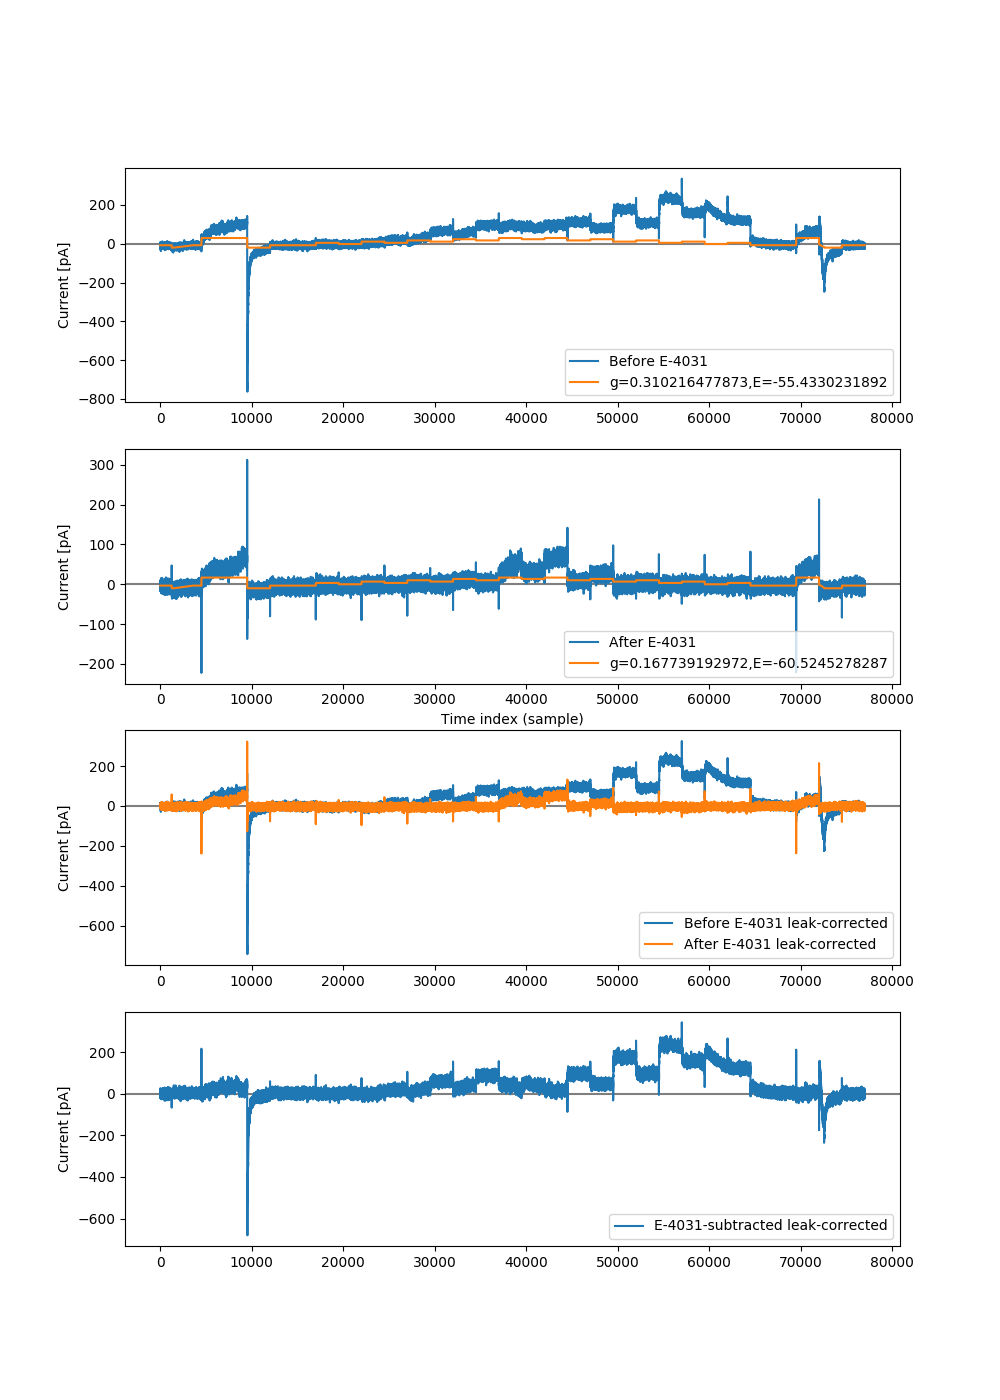 200
0
−200
−400
−600
−800
Current [pA]
Before E-4031
g=0.310216477873,E=-55.4330231892
0 10000 20000 30000 40000 50000 60000 70000 80000
300
200
100
0
−100
−200
Current [pA]
After E-4031
g=0.167739192972,E=-60.5245278287
0 10000 20000 30000 40000 50000 60000 70000 80000
Time index (sample)
200
0
−200
−400
−600
Current [pA]
Before E-4031 leak-corrected
After E-4031 leak-corrected
0 10000 20000 30000 40000 50000 60000 70000 80000
200
0
−200
−400
−600
Current [pA]
E-4031-subtracted leak-corrected
0 10000 20000 30000 40000 50000 60000 70000 80000